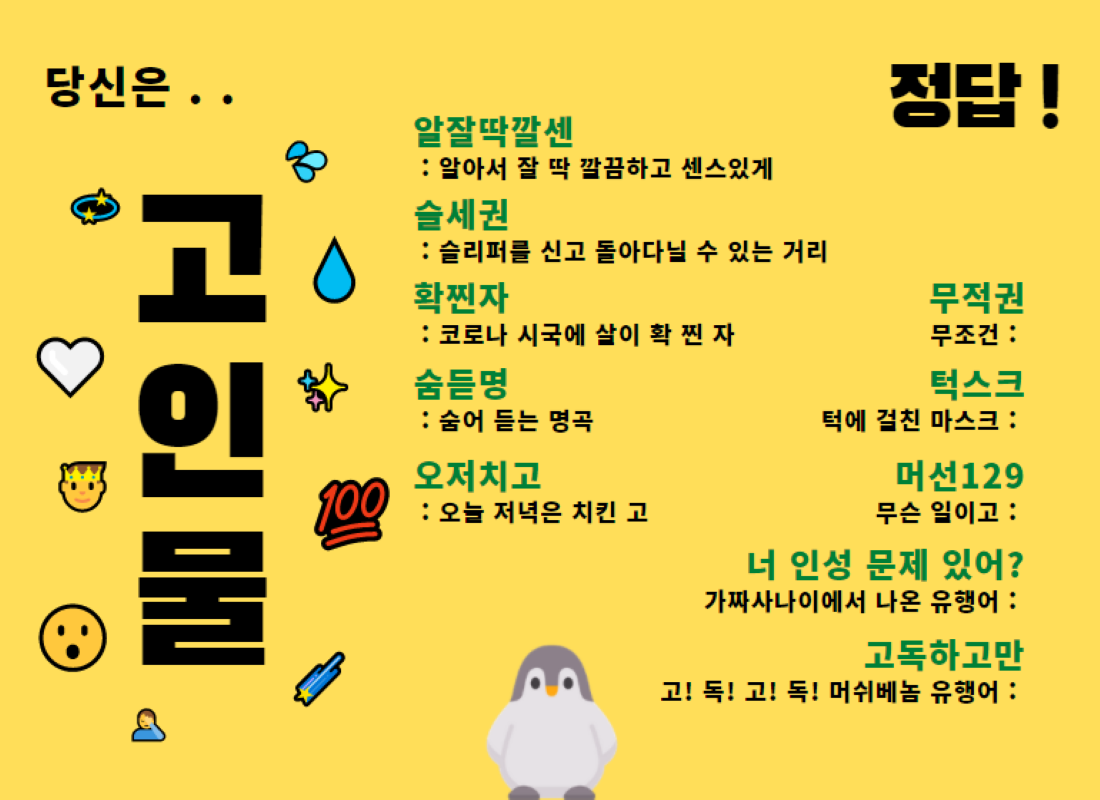 당신은 . .
정답 !
고
인
물
알잘딱깔센
: 알아서 잘 딱 깔끔하고 센스있게
슬세권
: 슬리퍼를 신고 돌아다닐 수 있는 거리
확찐자
: 코로나 시국에 살이 확 찐 자
숨듣명
: 숨어 듣는 명곡
오저치고
: 오늘 저녁은 치킨 고
무적권
무조건 :
턱스크
턱에 걸친 마스크 :
머선129
무슨 일이고 :
너 인성 문제 있어?
가짜사나이에서 나온 유행어 :
고독하고만
고! 독! 고! 독! 머쉬베놈 유행어 :
100